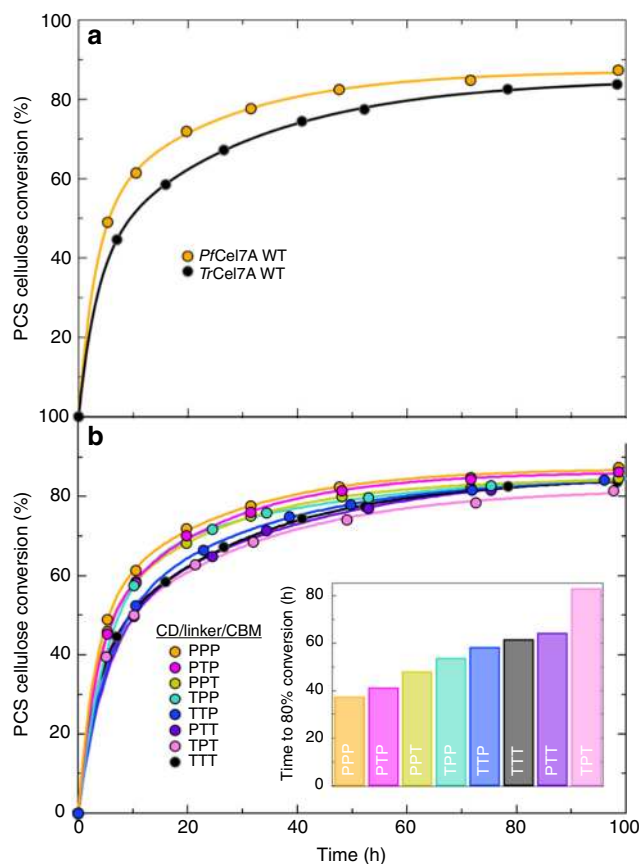 a
100
80
60
40
20
PCS cellulose conversion (%)
PfCel7A WT
TrCel7A WT
b
100
80
60
40
20
0
PCS cellulose conversion (%)
CD/linker/CBM
PPP
PTP
PPT
TPP
TTP
PTT
TPT
TTT
Time to 80% conversion (h)
80
60
40
20
0
PPP
PTP
PPT
TPP
TTP
TTT
PTT
TPT
0 20 40 60 80 100
Time (h)